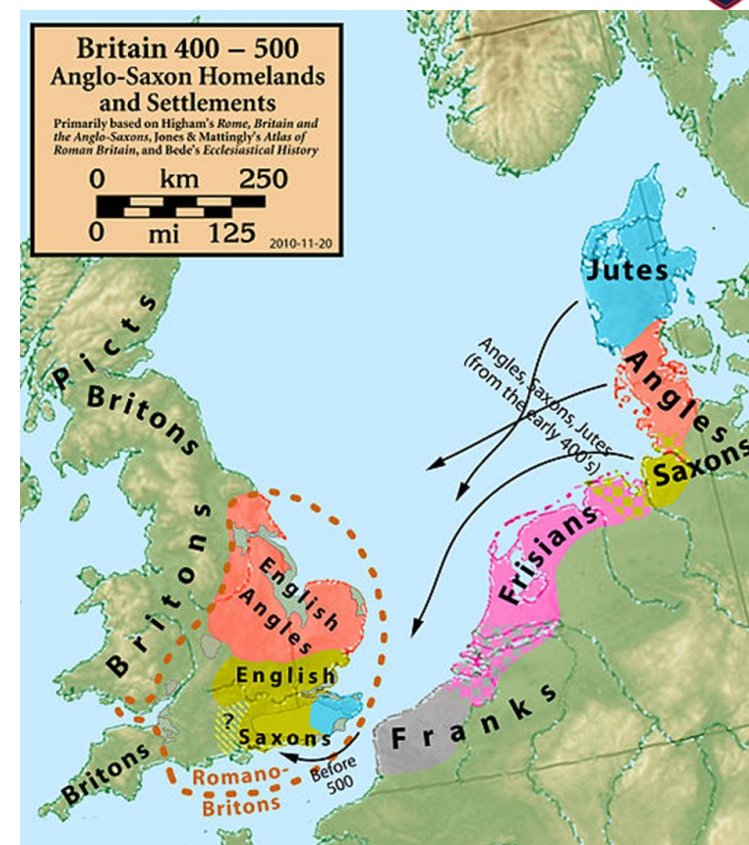 Britain 400 – 500
Anglo-Saxon Homelands
and Settlements
Primarily based on Higham's Rome, Britain and
the Anglo-Saxons, Jones & Mattingly's Atlas of
Roman Britain, and Bede's Ecclesiastical History
0 km 250
0 mi 125
2010-11-20
Jutes
Picts
Angles, Saxons, Jutes
(from the early 400's)
Angles
Britons
Saxons
Britons
Frisians
English
Angles
English
?
Saxons
Franks
Britons
Before
500
Romano-
Britons